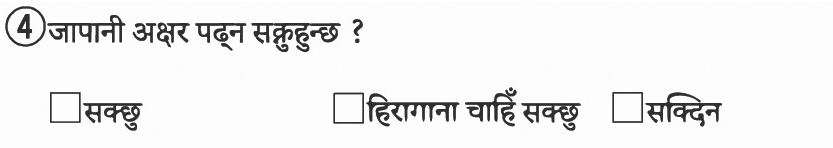 ④जापानी अक्षर पढ्न सक्नुहुन्छ ?
□सक्छु □हिरागाना चाहिँ सक्छु □सक्दिन